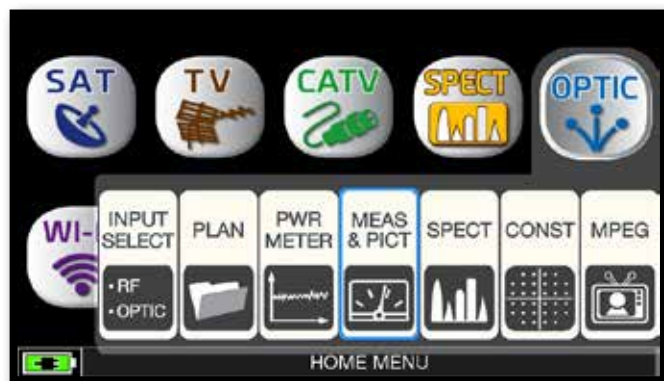 SAT TV CATV SPECT OPTIC
WI-
INPUT SELECT PLAN PWR METER MEAS & PICT SPECT CONST MPEG
•RF
•OPTIC
HOME MENU